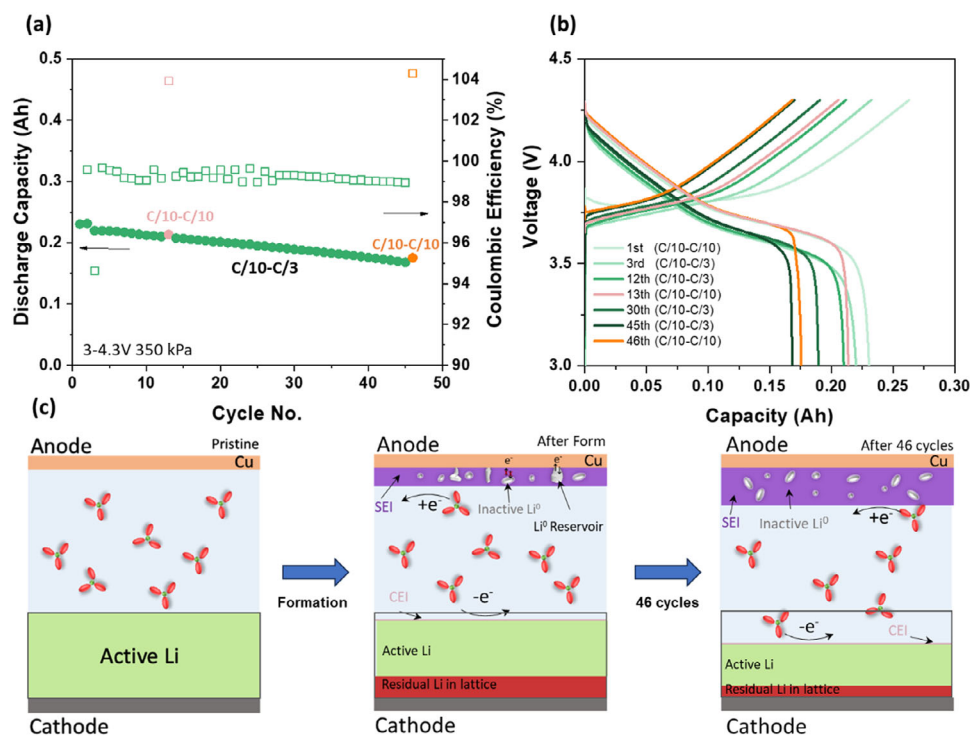 (a)
0.5
0.4
0.3
0.2
0.1
0.0
Discharge Capacity (Ah)
104
102
100
98
96
94
92
90
Coulombic Efficiency (%)
C/10-C/10
C/10-C/10
C/10-C/3
3-4.3V 350 kPa
0 10 20 30 40 50
Cycle No.
(b)
4.5
4.0
3.5
3.0
Voltage (V)
1st (C/10-C/10)
3rd (C/10-C/3)
12th (C/10-C/3)
13th (C/10-C/10)
30th (C/10-C/3)
45th (C/10-C/3)
46th (C/10-C/10)
0.00 0.05 0.10 0.15 0.20 0.25 0.30
Capacity (Ah)
(c)
Anode
Pristine
Cu
Active Li
Cathode
Formation
Anode
After Form
Cu
e-
e-
SEI
+e-
Inactive Li0
Li0 Reservoir
CEI
-e-
Active Li
Residual Li in lattice
Cathode
46 cycles
Anode
After 46 cycles
Cu
SEI
Inactive Li0
+e-
-e-
CEI
Active Li
Residual Li in lattice
Cathode